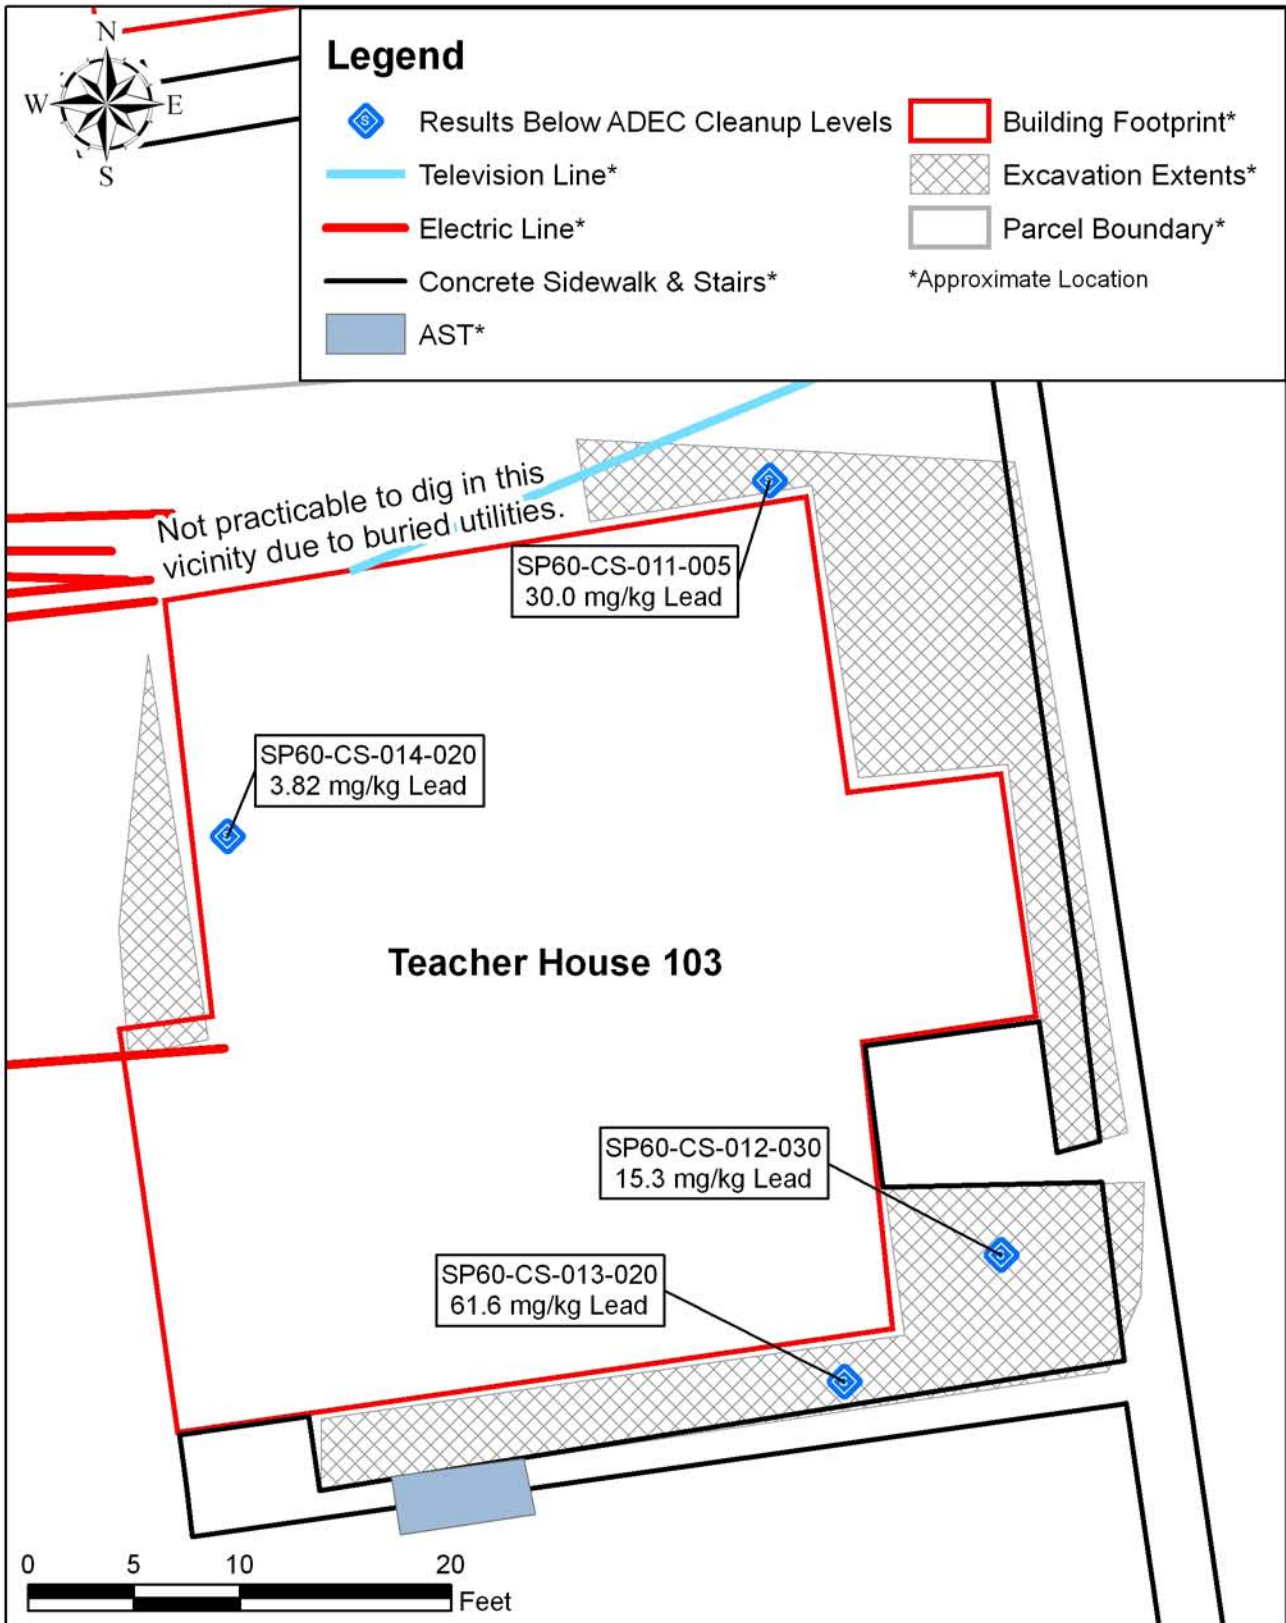 N
W E
S
Legend
Results Below ADEC Cleanup Levels
Television Line*
Electric Line*
Concrete Sidewalk & Stairs*
AST*
Building Footprint*
Excavation Extents*
Parcel Boundary*
*Approximate Location
Not practicable to dig in this
vicinity due to buried utilities.
SP60-CS-011-005
30.0 mg/kg Lead
SP60-CS-014-020
3.82 mg/kg Lead
Teacher House 103
SP60-CS-012-030
15.3 mg/kg Lead
SP60-CS-013-020
61.6 mg/kg Lead
0 5 10 20
Feet